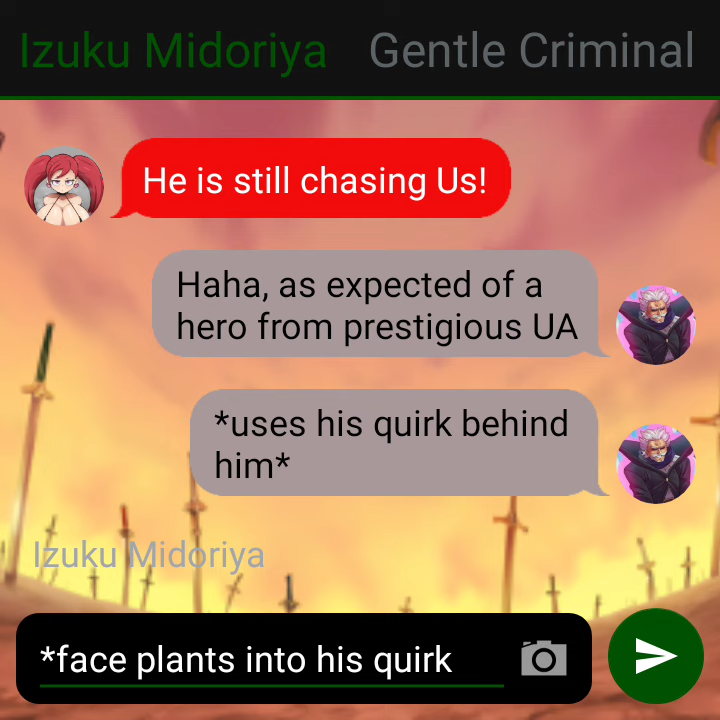 Izuku Midoriya Gentle Criminal
He is still chasing Us!
Haha, as expected of a
hero from prestigious UA
*uses his quirk behind
him*
Izuku Midoriya
*face plants into his quirk